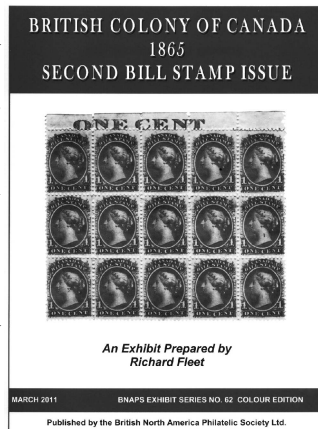 BRITISH COLONY OF CANADA
1865
SECOND BILL STAMP ISSUE
ONE CENT
An Exhibit Prepared by
Richard Fleet
MARCH 2011 BNAPS EXHIBIT SERIES NO. 62 COLOUR EDITION
Published by the British North America Philatelic Society Ltd.